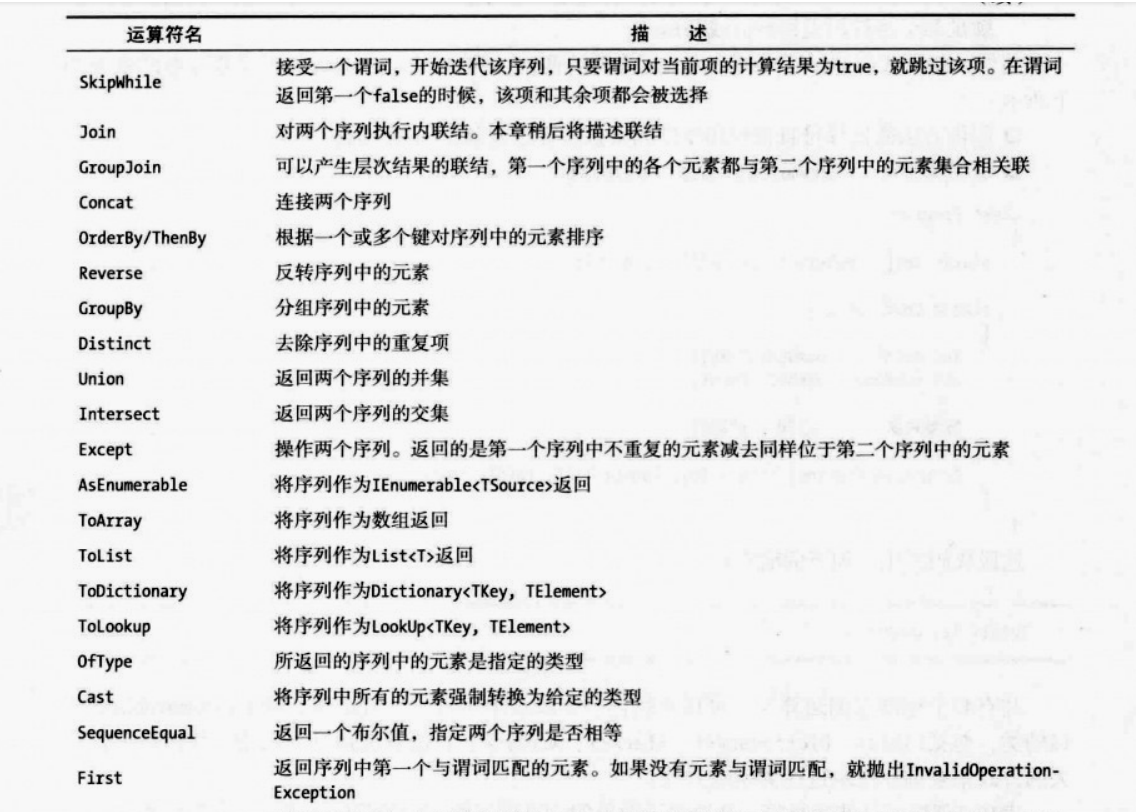 运算符名 描 述
SkipWhile 接受一个谓词，开始迭代该序列，只要谓词对当前项的计算结果为true，就跳过该项。在谓词
返回第一个false的时候，该项和其余项都会被选择
Join 对两个序列执行内联结。本章稍后将描述联结
GroupJoin 可以产生层次结果的联结，第一个序列中的各个元素都与第二个序列中的元素集合相关联
Concat 连接两个序列
OrderBy/ThenBy 根据一个或多个键对序列中的元素排序
Reverse 反转序列中的元素
GroupBy 分组序列中的元素
Distinct 去除序列中的重复项
Union 返回两个序列的并集
Intersect 返回两个序列的交集
Except 操作两个序列。返回的是第一个序列中不重复的元素减去同样位于第二个序列中的元素
AsEnumerable 将序列作为IEnumerable<TSource>返回
ToArray 将序列作为数组返回
ToList 将序列作为List<T>返回
ToDictionary 将序列作为Dictionary<TKey, TElement>
ToLookup 将序列作为LookUp<TKey, TElement>
OfType 所返回的序列中的元素是指定的类型
Cast 将序列中所有的元素强制转换为给定的类型
SequenceEqual 返回一个布尔值，指定两个序列是否相等
First 返回序列中第一个与谓词匹配的元素。如果没有元素与谓词匹配，就抛出InvalidOperation-
Exception